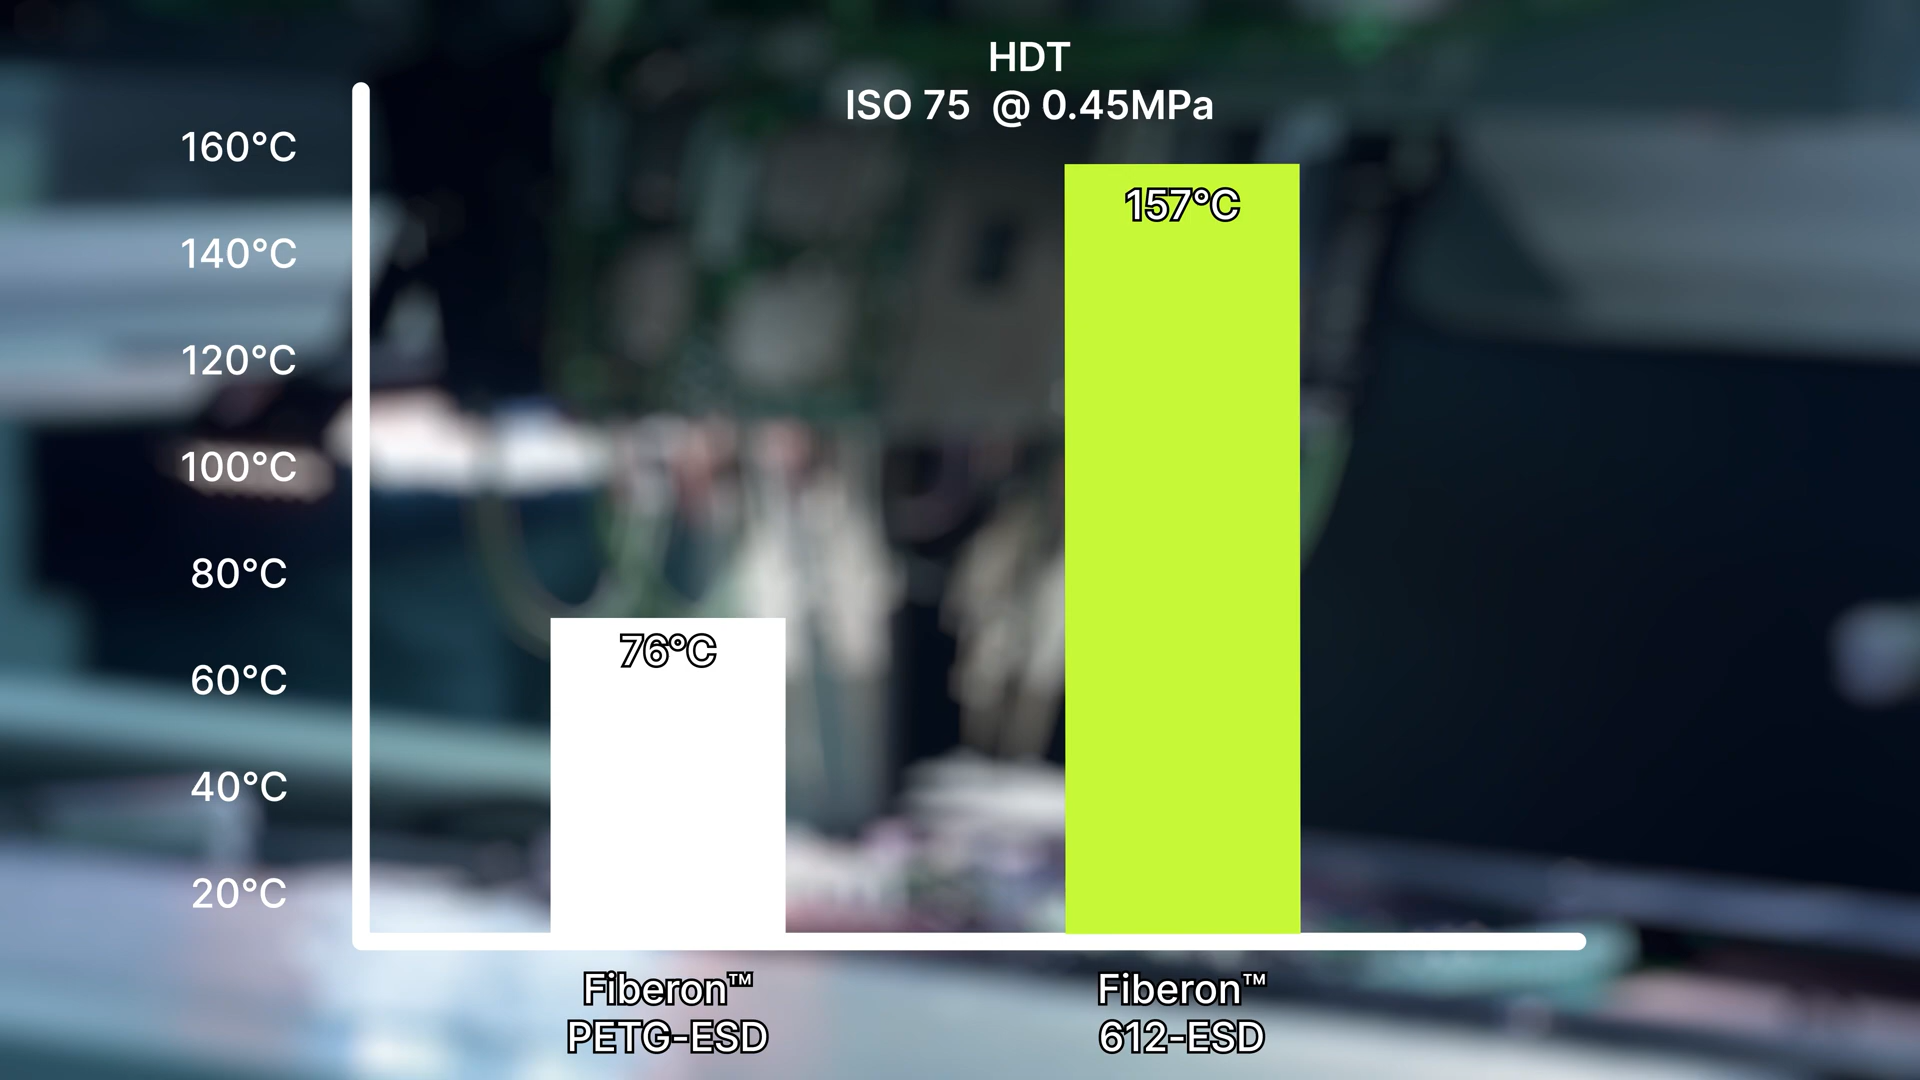 HDT
ISO 75 @ 0.45MPa
160°C
140°C
120°C
100°C
80°C
60°C
40°C
20°C
157°C
76°C
Fiberon™
PETG-ESD
Fiberon™
612-ESD